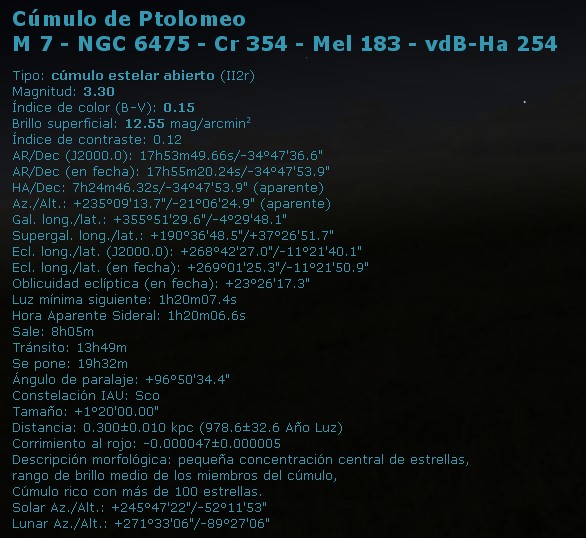 Cúmulo de Ptolomeo
M 7 - NGC 6475 - Cr 354 - Mel 183 - vdB-Ha 254
Tipo: cúmulo estelar abierto (II2r)
Magnitud: 3.30
Índice de color (B-V): 0.15
Brillo superficial: 12.55 mag/arcmin²
Índice de contraste: 0.12
AR/Dec (J2000.0): 17h53m49.66s/-34°47'36.6"
AR/Dec (en fecha): 17h55m20.24s/-34°47'53.9"
HA/Dec: 7h24m46.32s/-34°47'53.9" (aparente)
Az./Alt.: +235°09'13.7"/-21°06'24.9" (aparente)
Gal. long./lat.: +355°51'29.6"/-4°29'48.1"
Supergal. long./lat.: +190°36'48.5"/+37°26'51.7"
Ecl. long./lat. (J2000.0): +268°42'27.0"/-11°21'40.1"
Ecl. long./lat. (en fecha): +269°01'25.3"/-11°21'50.9"
Oblicuidad eclíptica (en fecha): +23°26'17.3"
Luz mínima siguiente: 1h20m07.4s
Hora Aparente Sideral: 1h20m06.6s
Sale: 8h05m
Tránsito: 13h49m
Se pone: 19h32m
Ángulo de paralaje: +96°50'34.4"
Constelación IAU: Sco
Tamaño: +1°20'00.00"
Distancia: 0.300±0.010 kpc (978.6±32.6 Año Luz)
Corrimiento al rojo: -0.000047±0.000005
Descripción morfológica: pequeña concentración central de estrellas,
rango de brillo medio de los miembros del cúmulo,
Cúmulo rico con más de 100 estrellas.
Solar Az./Alt.: +245°47'22"/-52°11'53"
Lunar Az./Alt.: +271°33'06"/-89°27'06"